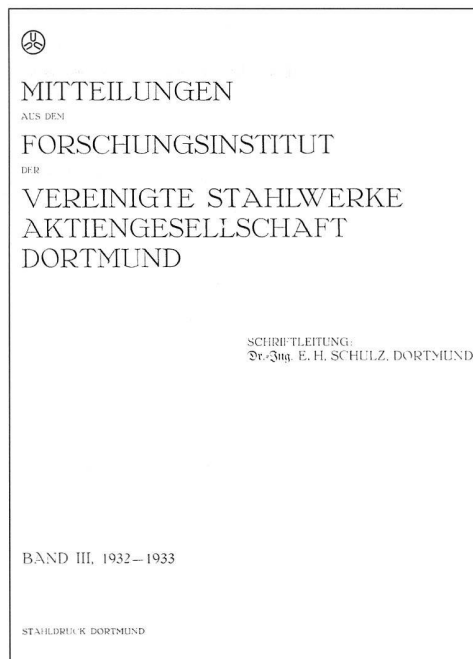 MITTEILUNGEN
AUS DEM
FORSCHUNGSINSTITUT
DER
VEREINIGTE STAHLWERKE
AKTIENGESELLSCHAFT
DORTMUND
SCHRIFTLEITUNG:
Dr.-Ing. E. H. SCHULZ, DORTMUND
BAND III, 1932–1933
STAHLDRUCK DORTMUND